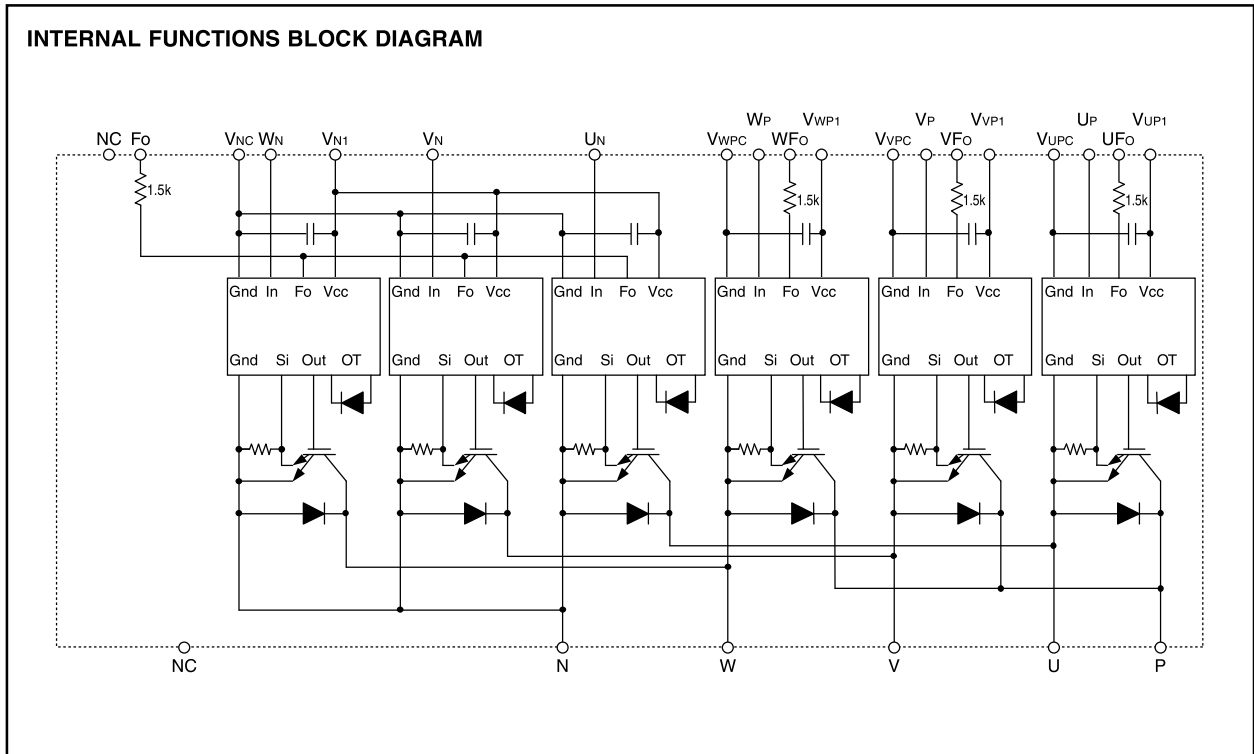 INTERNAL FUNCTIONS BLOCK DIAGRAM
WP VWP1 VP VVP1 UP VUP1
NC Fo VNC WN VN1 VN UN VWPC WFO VVPC VFO VUPC UFO
1.5k 1.5k 1.5k 1.5k
Gnd In Fo Vcc Gnd In Fo Vcc Gnd In Fo Vcc Gnd In Fo Vcc Gnd In Fo Vcc Gnd In Fo Vcc
Gnd Si Out OT Gnd Si Out OT Gnd Si Out OT Gnd Si Out OT Gnd Si Out OT Gnd Si Out OT
NC N W V U P